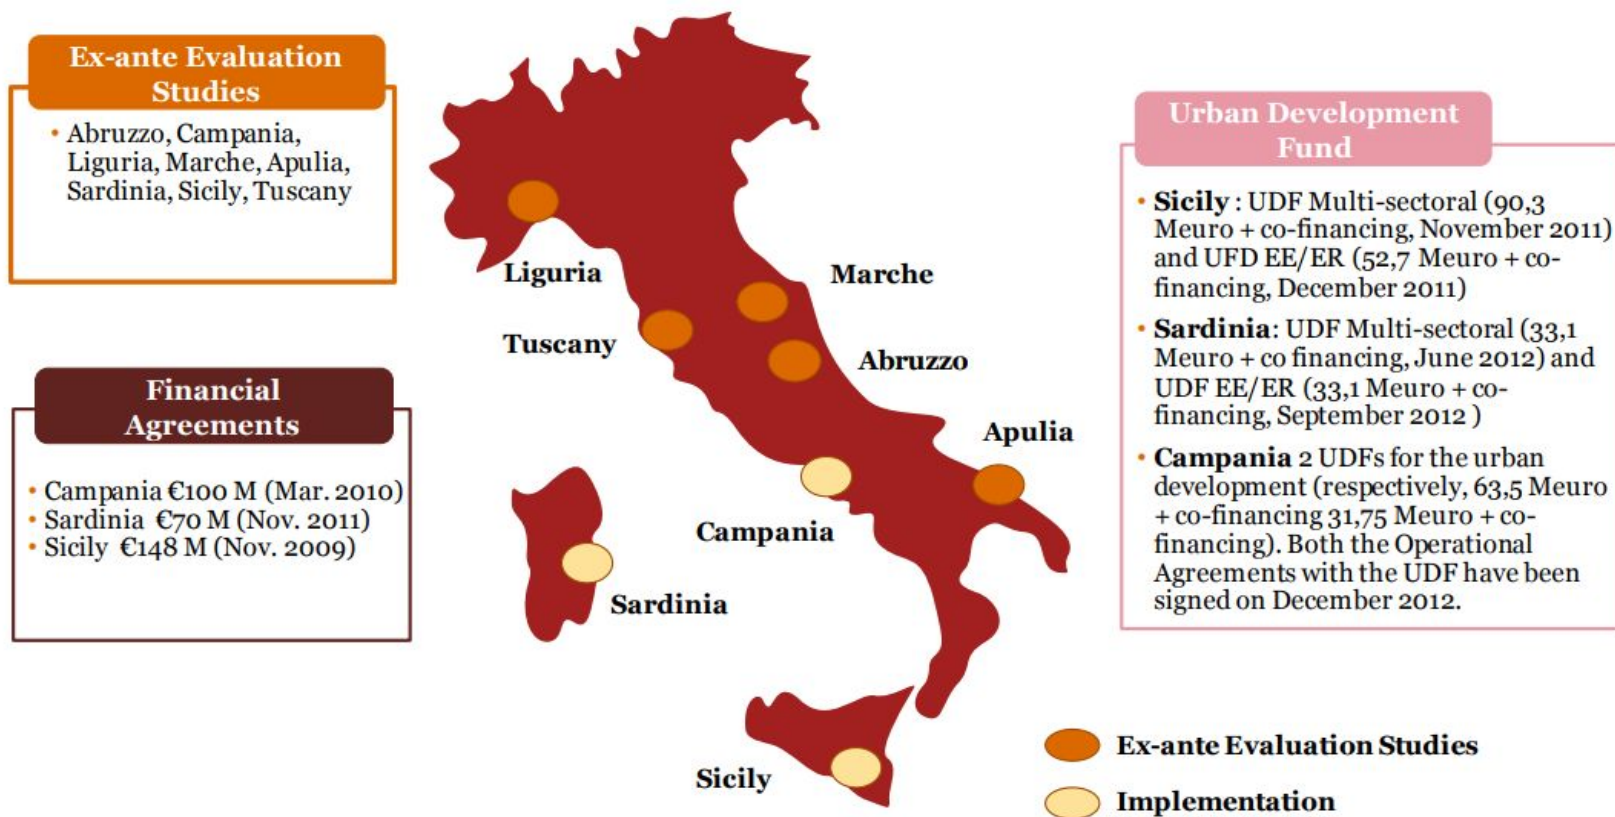 Ex-ante Evaluation
Studies
• Abruzzo, Campania,
Liguria, Marche, Apulia,
Sardinia, Sicily, Tuscany
Financial
Agreements
• Campania €100 M (Mar. 2010)
• Sardinia €70 M (Nov. 2011)
• Sicily €148 M (Nov. 2009)
Liguria
Marche
Tuscany
Abruzzo
Apulia
Campania
Sardinia
Sicily
Urban Development
Fund
• Sicily : UDF Multi-sectoral (90,3
Meuro + co-financing, November 2011)
and UFD EE/ER (52,7 Meuro + co-
financing, December 2011)
• Sardinia: UDF Multi-sectoral (33,1
Meuro + co financing, June 2012) and
UDF EE/ER (33,1 Meuro + co-
financing, September 2012 )
• Campania 2 UDFs for the urban
development (respectively, 63,5 Meuro
+ co-financing 31,75 Meuro + co-
financing). Both the Operational
Agreements with the UDF have been
signed on December 2012.
Ex-ante Evaluation Studies
Implementation